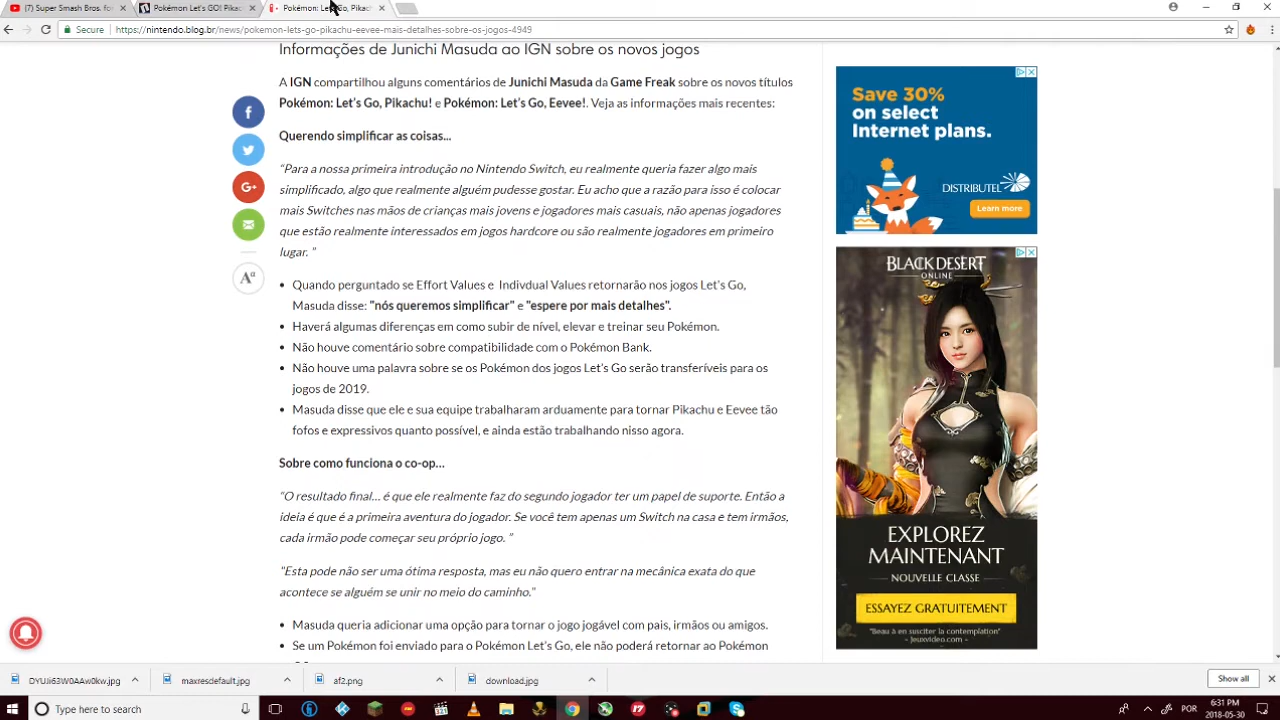 (7) Super Smash Bros. for
Pokémon Let's GO! Pikac
Pokémon: Let's Go, Pikac
Secure
https://nintendo.blog.br/news/pokemon-lets-go-pikachu-eevee-mais-detalhes-sobre-os-jogos-4949
Informações de Junichi Masuda ao IGN sobre os novos jogos
A IGN compartilhou alguns comentários de Junichi Masuda da Game Freak sobre os novos títulos
Pokémon: Let's Go, Pikachu! e Pokémon: Let's Go, Eevee!. Veja as informações mais recentes:
Querendo simplificar as coisas...
"Para a nossa primeira introdução no Nintendo Switch, eu realmente queria fazer algo mais
simplificado, algo que realmente alguém pudesse gostar. Eu acho que a razão para isso é colocar
mais Switches nas mãos de crianças mais jovens e jogadores mais casuais, não apenas jogadores
que estão realmente interessados em jogos hardcore ou são realmente jogadores em primeiro
lugar. "
Quando perguntado se Effort Values e Indivdual Values retornarão nos jogos Let's Go,
Masuda disse: "nós queremos simplificar" e "espere por mais detalhes".
Haverá algumas diferenças em como subir de nível, elevar e treinar seu Pokémon.
Não houve comentário sobre compatibilidade com o Pokémon Bank.
Não houve uma palavra sobre se os Pokémon dos jogos Let's Go serão transferíveis para os
jogos de 2019.
Masuda disse que ele e sua equipe trabalharam arduamente para tornar Pikachu e Eevee tão
fofos e expressivos quanto possível, e ainda estão trabalhando nisso agora.
Sobre como funciona o co-op...
"O resultado final... é que ele realmente faz do segundo jogador ter um papel de suporte. Então a
ideia é que é a primeira aventura do jogador. Se você tem apenas um Switch na casa e tem irmãos,
cada irmão pode começar seu próprio jogo. "
"Esta pode não ser uma ótima resposta, mas eu não quero entrar na mecânica exata do que
acontece se alguém se unir no meio do caminho."
Masuda queria adicionar uma opção para tornar o jogo jogável com pais, irmãos ou amigos.
Se um Pokémon foi enviado para o Pokémon Let's Go, ele não poderá retornar ao Pokémon
f
G+
Aª
Save 30%
on select
Internet plans.
DISTRIBUTEL
Learn more
BLACK DESERT
ONLINE
EXPLOREZ
MAINTENANT
NOUVELLE CLASSE
ESSAYEZ GRATUITEMENT
"Beau à en susciter la contemplation"
- Jeuxvideo.com -
DYUJi63W0AAw0kw.jpg
maxresdefault.jpg
af2.png
download.jpg
Show all
Type here to search
POR
6:31 PM
2018-05-30